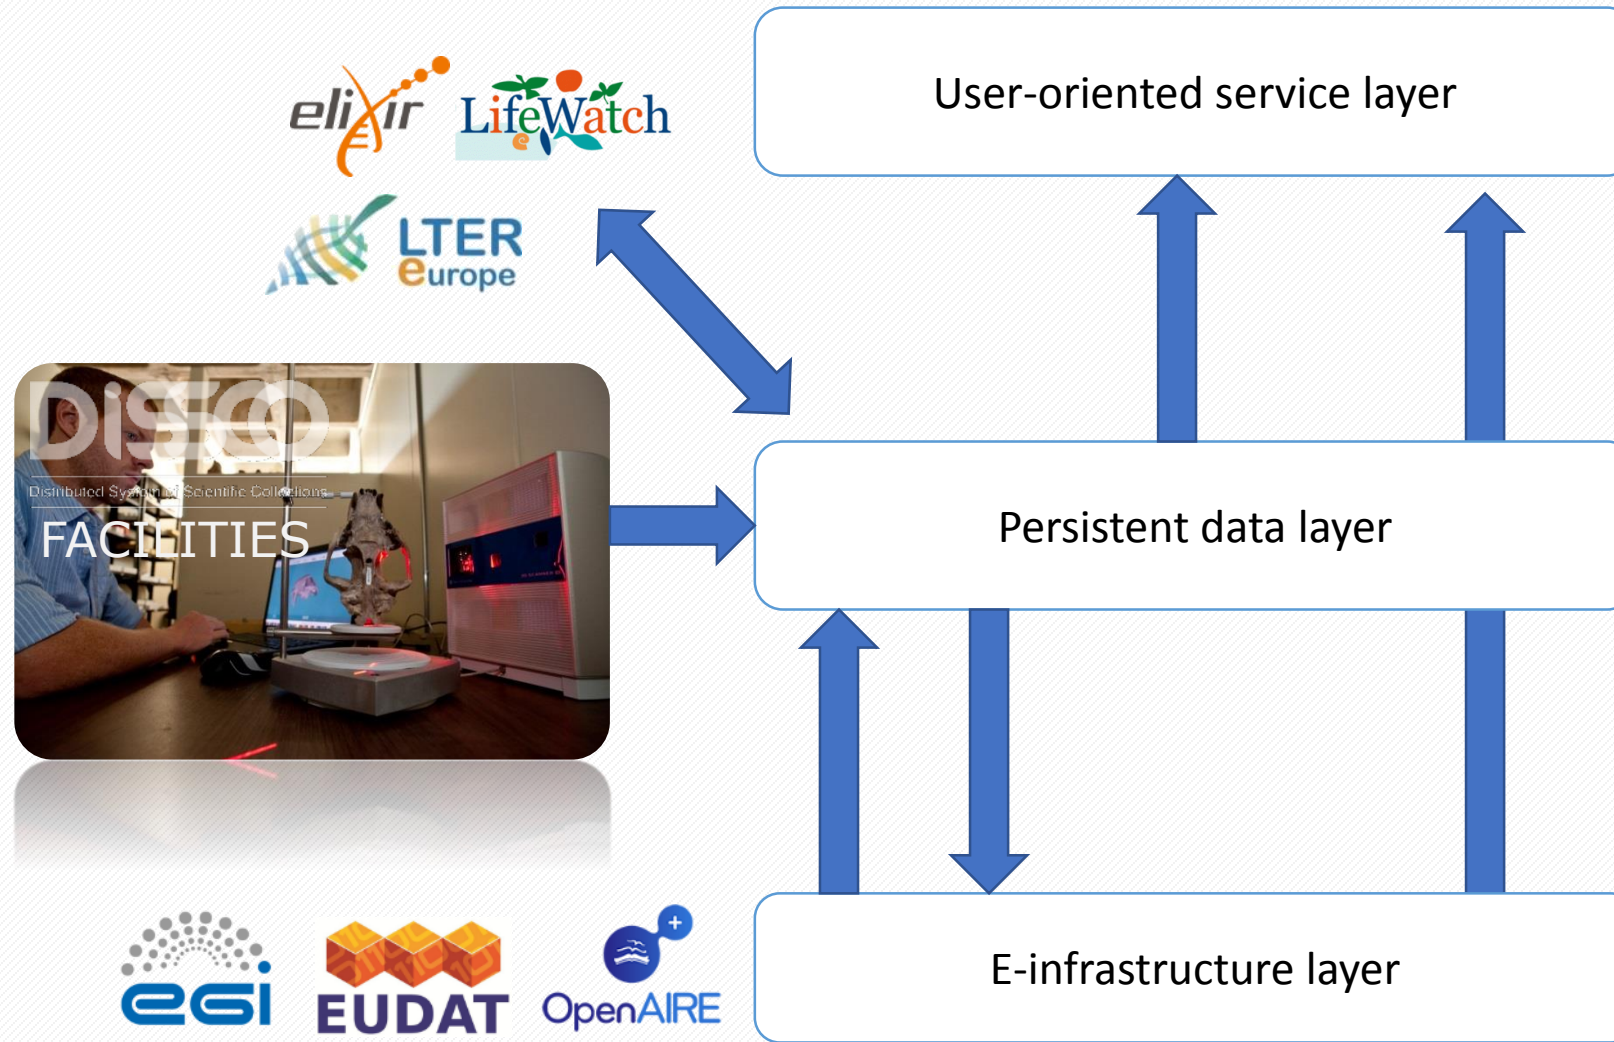 User-oriented service layer
elixir
LifeWatch
e
LTER
europe
DiSSCo
Distributed System of Scientific Collections
FACILITIES
Persistent data layer
egi
EUDAT
OpenAIRE
+
E-infrastructure layer